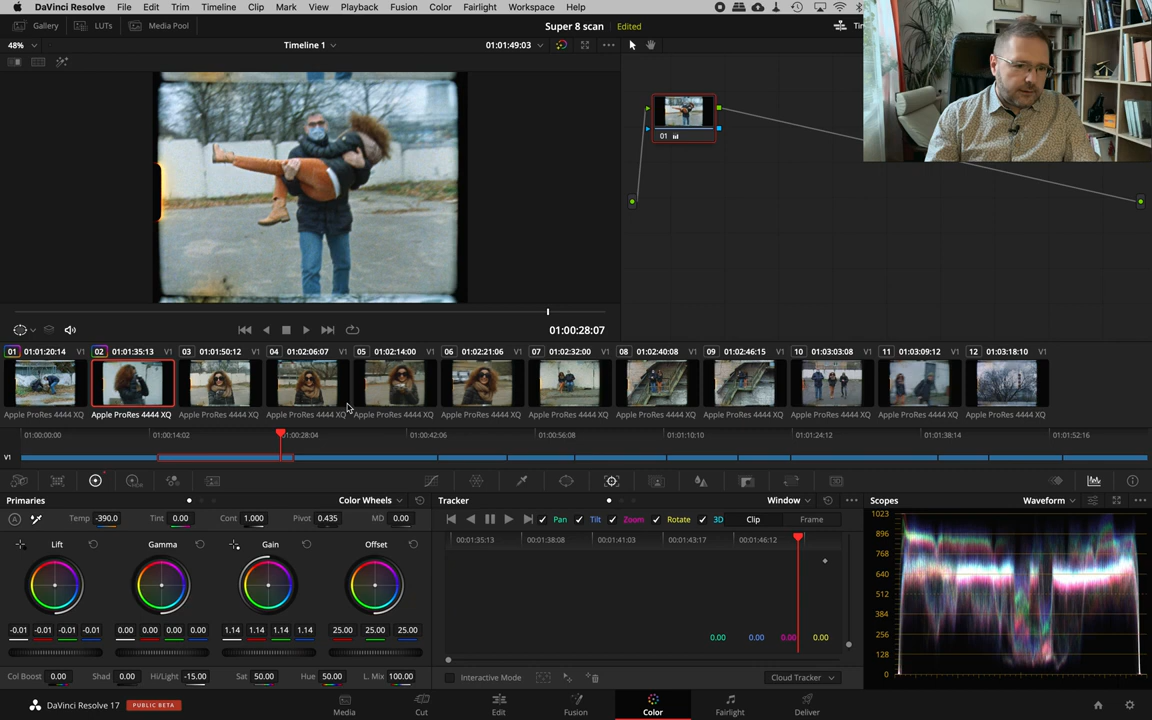 DaVinci Resolve File Edit Trim Timeline Clip Mark View Playback Fusion Color Fairlight Workspace Help
Gallery LUTs Media Pool Super 8 scan Edited
48% Timeline 1 01:01:49:03
01
01:00:28:07
01 01:01:20:14 V1 02 01:01:35:13 V1 03 01:01:50:12 V1 04 01:02:06:07 V1 05 01:02:14:00 V1 06 01:02:21:06 V1 07 01:02:32:00 V1 08 01:02:40:08 V1 09 01:02:46:15 V1 10 01:03:03:08 V1 11 01:03:09:12 V1 12 01:03:18:10 V1
Apple ProRes 4444 XQ Apple ProRes 4444 XQ Apple ProRes 4444 XQ Apple ProRes 4444 XQ Apple ProRes 4444 XQ Apple ProRes 4444 XQ Apple ProRes 4444 XQ Apple ProRes 4444 XQ Apple ProRes 4444 XQ Apple ProRes 4444 XQ Apple ProRes 4444 XQ Apple ProRes 4444 XQ
01:00:00:00 01:00:14:02 01:00:28:04 01:00:42:06 01:00:56:08 01:01:10:10 01:01:24:12 01:01:38:14 01:01:52:16
V1
Primaries Color Wheels Tracker Window Scopes Waveform
Temp -390.0 Tint 0.00 Cont 1.000 Pivot 0.435 MD 0.00 Pan Tilt Zoom Rotate 3D Clip Frame
1023
896
768
640
512
384
256
128
0
00:01:35:13 00:01:38:08 00:01:41:03 00:01:43:17 00:01:46:12
Lift Gamma Gain Offset
-0.01 -0.01 -0.01 -0.01 0.00 0.00 0.00 0.00 1.14 1.14 1.14 1.14 25.00 25.00 25.00
0.00 0.00 0.00 0.00
Col Boost 0.00 Shad 0.00 Hi/Light -15.00 Sat 50.00 Hue 50.00 L. Mix 100.00 Interactive Mode Cloud Tracker
DaVinci Resolve 17 PUBLIC BETA Media Cut Edit Fusion Color Fairlight Deliver